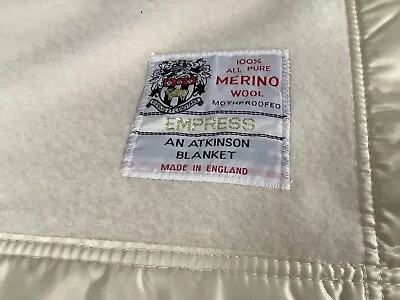 100%
ALL PURE
MERINO
WOOL
MOTHPROOFED
EMPRESS
AN ATKINSON
BLANKET
MADE IN ENGLAND